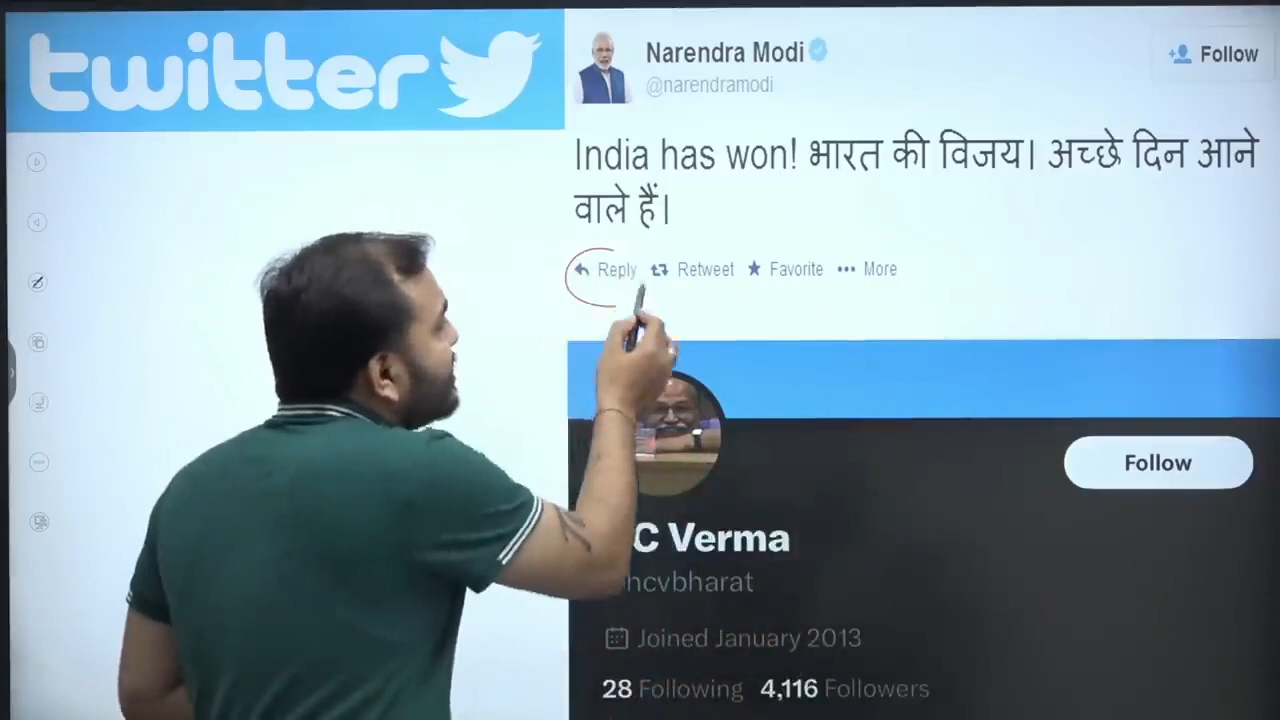 twitter
Narendra Modi
@narendramodi
Follow
India has won! भारत की विजय। अच्छे दिन आने
वाले हैं।
Reply Retweet Favorite More
Follow
C Verma
hcvbharat
Joined January 2013
28 Following 4,116 Followers